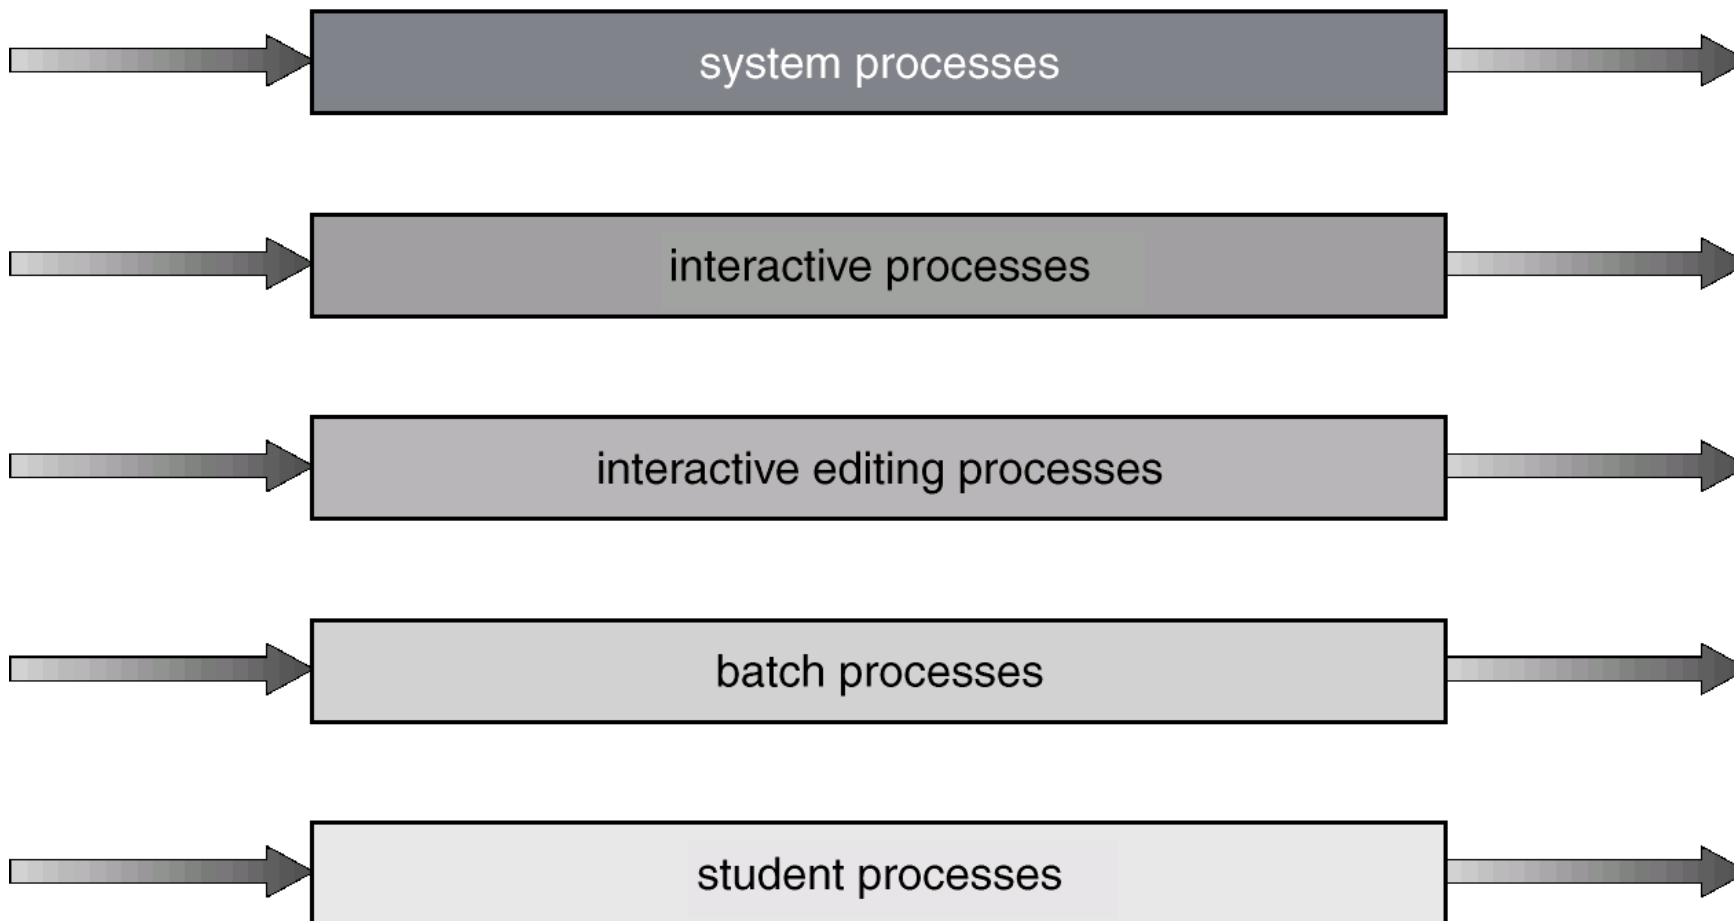 system processes
interactive processes
interactive editing processes
batch processes
student processes